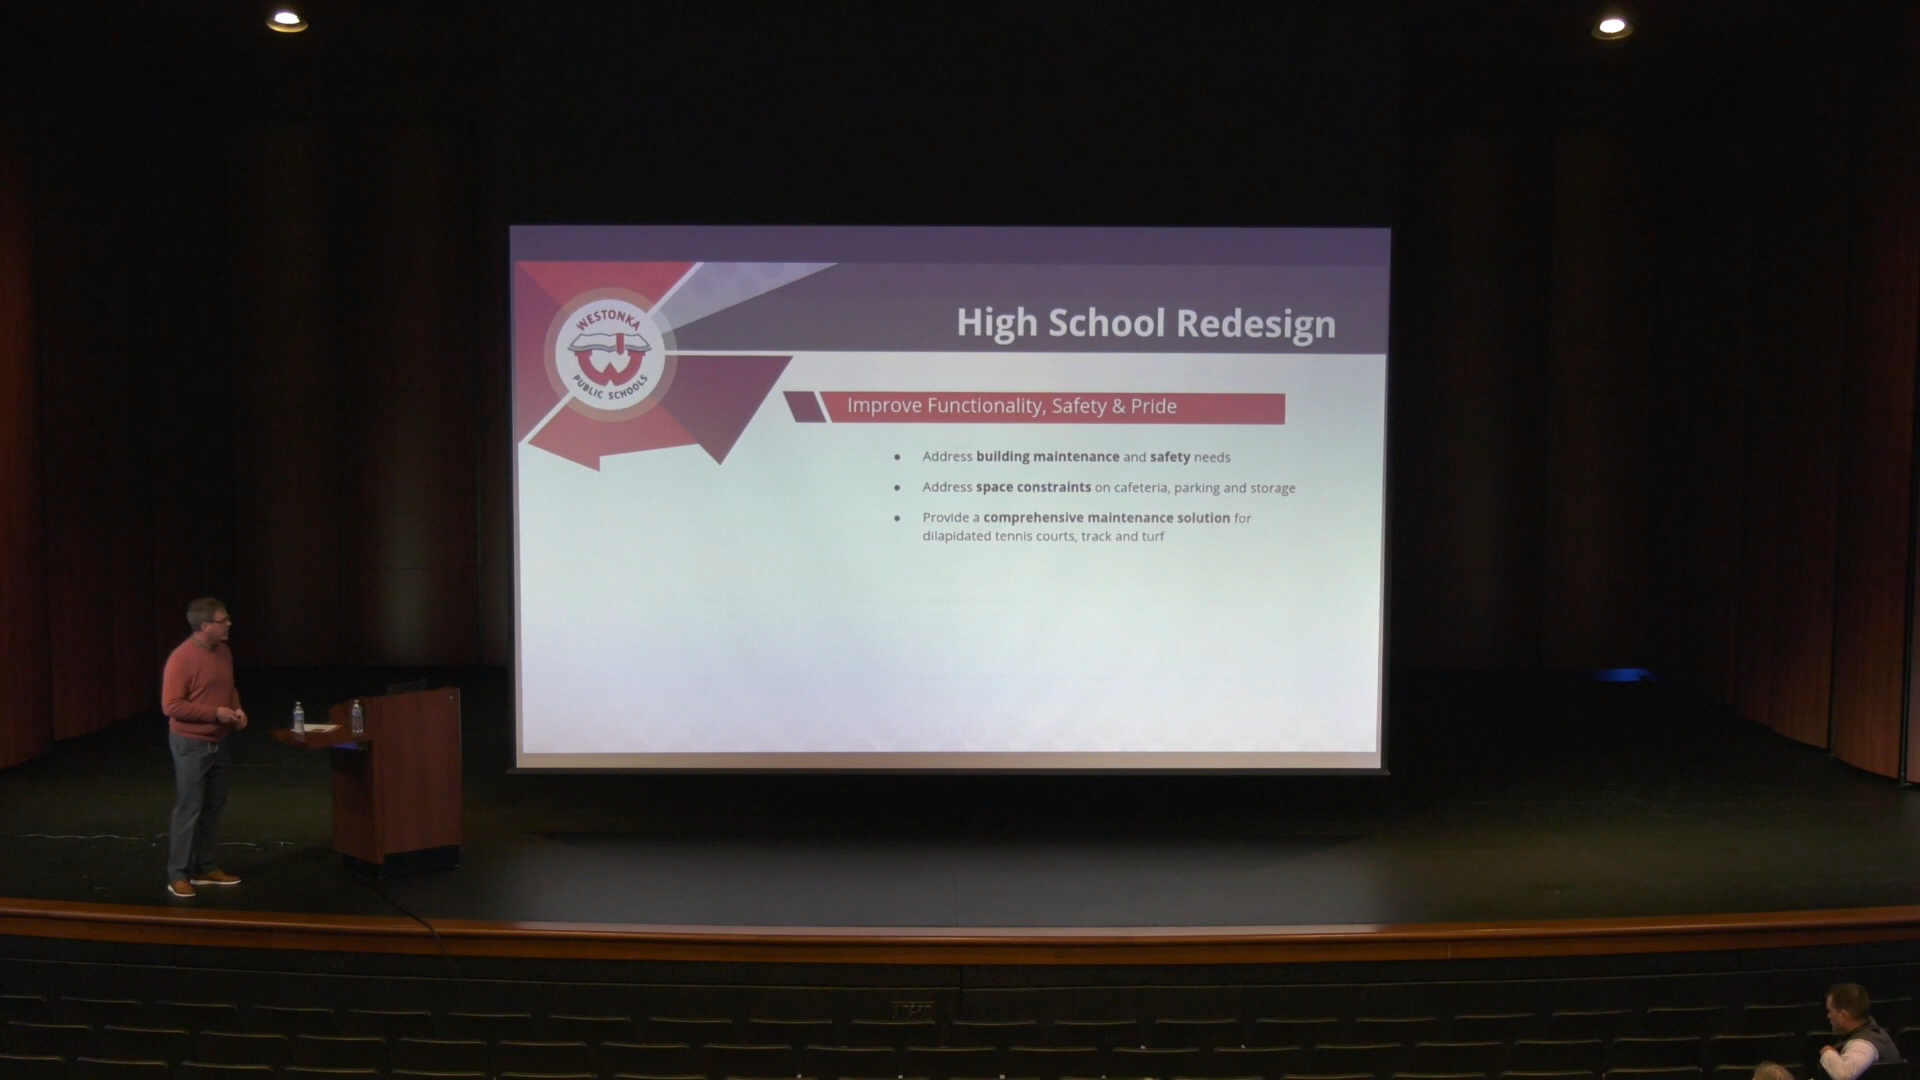 WESTONKA
PUBLIC SCHOOLS
High School Redesign
Improve Functionality, Safety & Pride
● Address building maintenance and safety needs
● Address space constraints on cafeteria, parking and storage
● Provide a comprehensive maintenance solution for
dilapidated tennis courts, track and turf